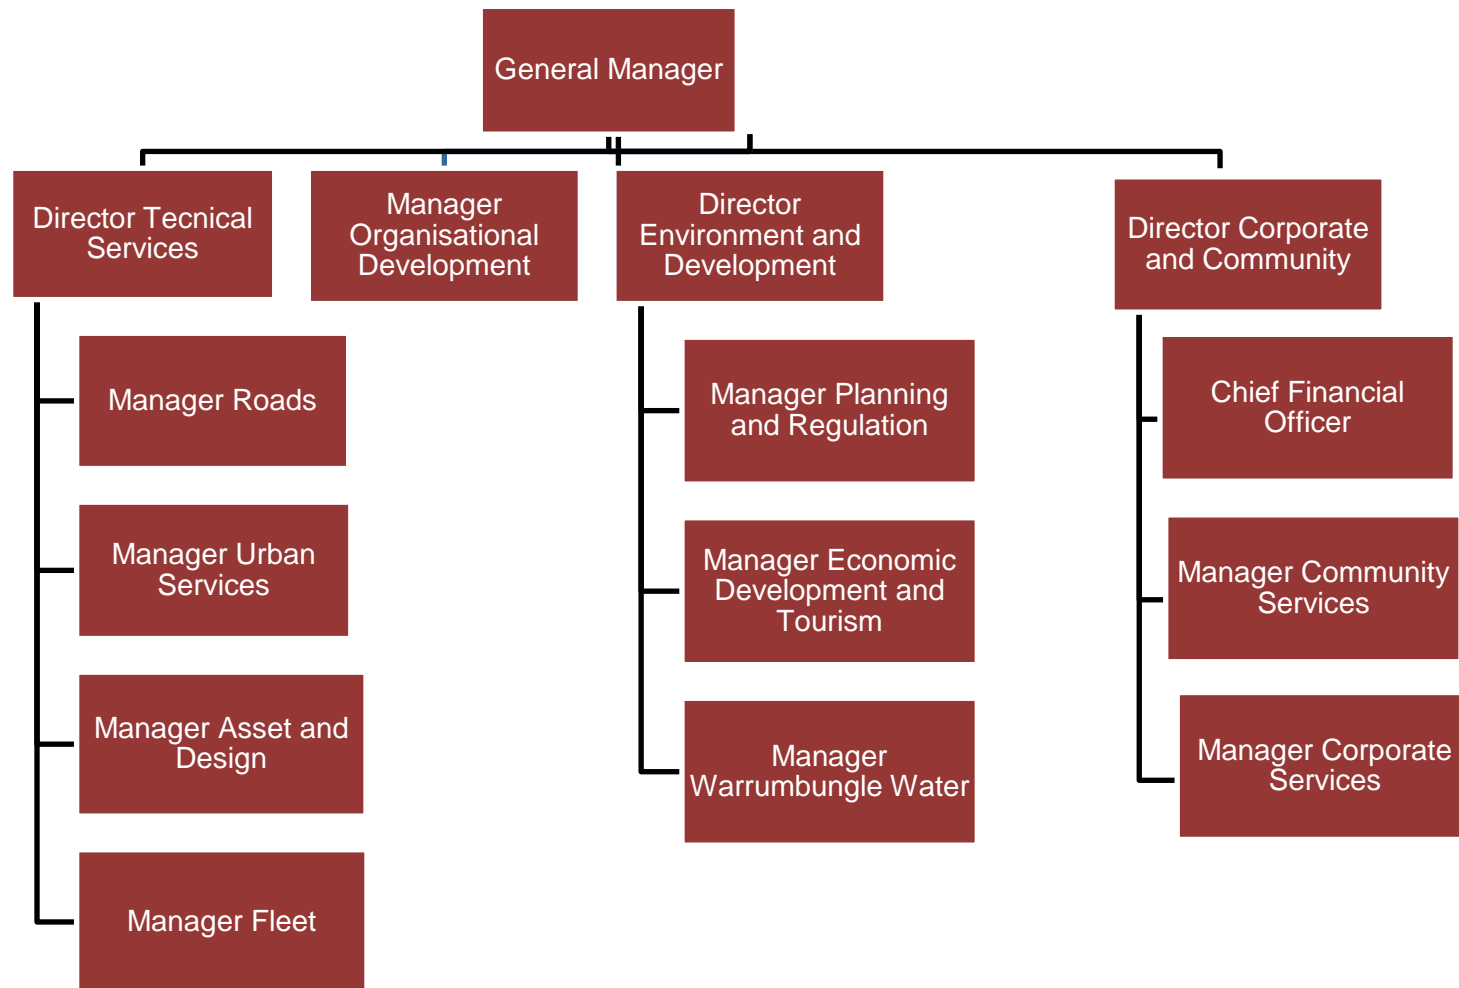 General Manager
Director Tecnical
Services
Manager
Organisational
Development
Director
Environment and
Development
Director Corporate
and Community
Manager Roads
Manager Urban
Services
Manager Asset and
Design
Manager Fleet
Manager Planning
and Regulation
Manager Economic
Development and
Tourism
Manager
Warrumbungle Water
Chief Financial
Officer
Manager Community
Services
Manager Corporate
Services